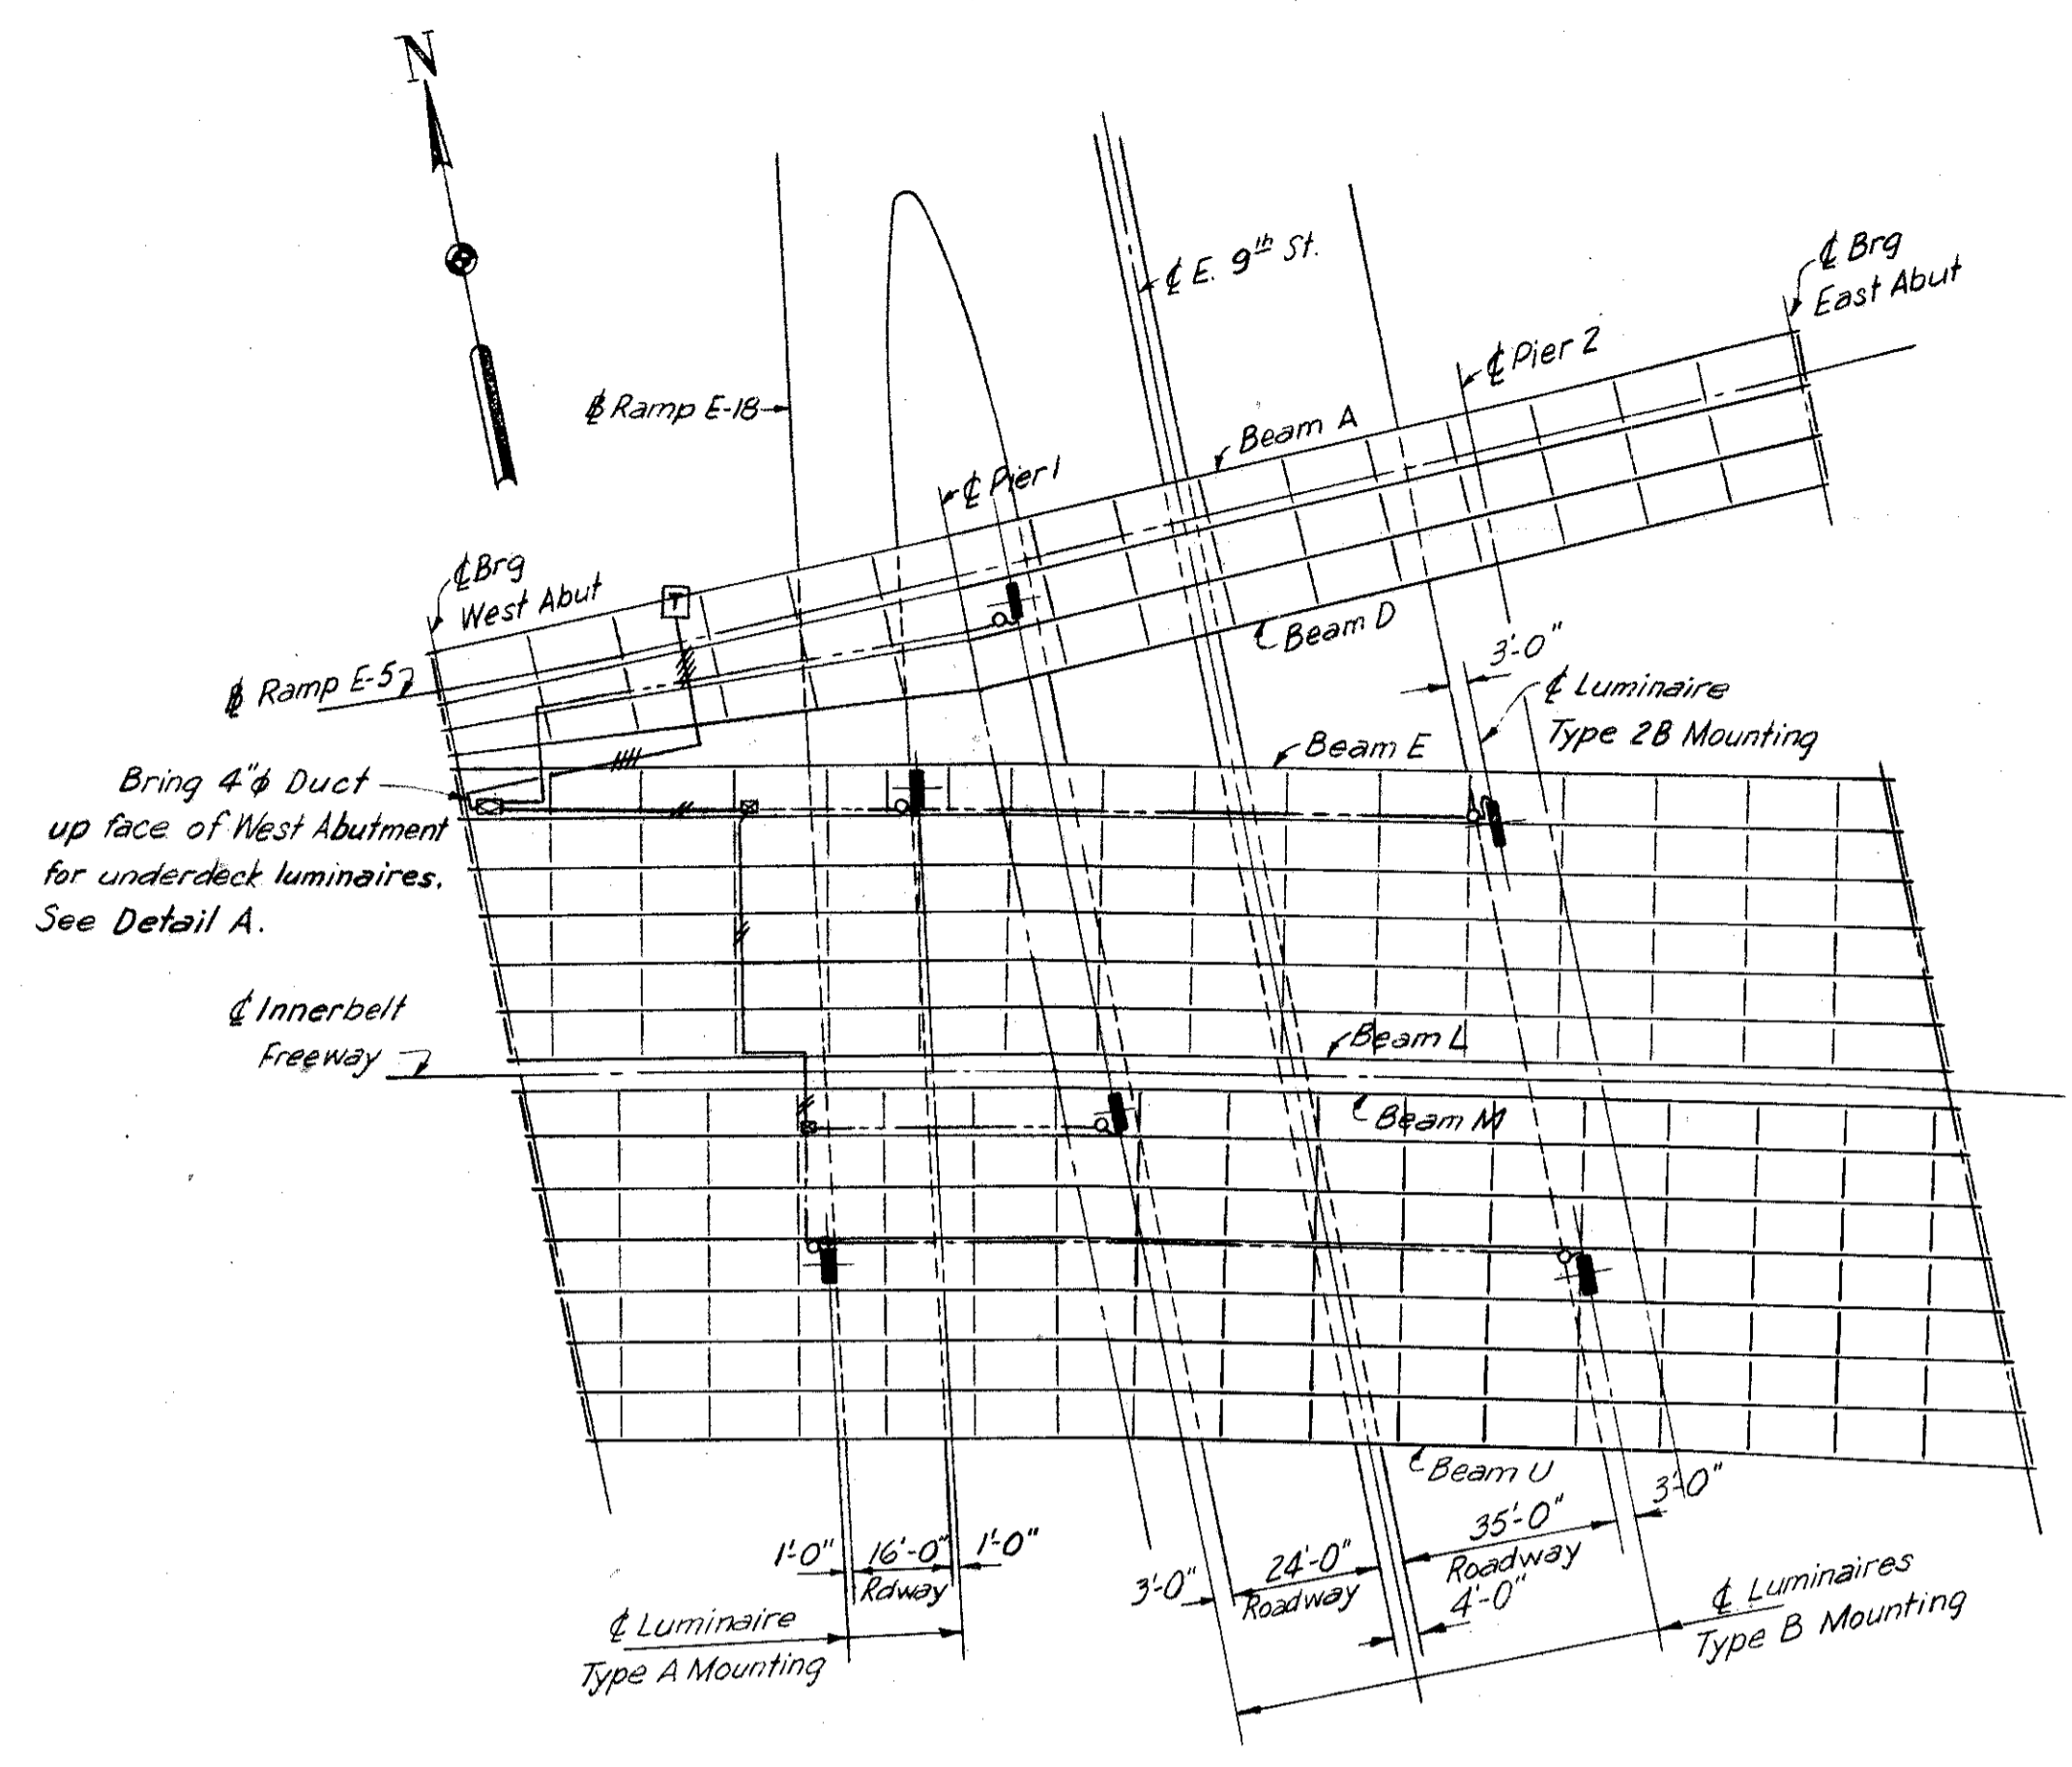 N
℄ E. 9th St.
℄ Brg
East Abut
℄ Pier 2
⅊ Ramp E-18
Beam A
℄ Pier 1
℄ Brg
West Abut
T
Beam D
3'-0"
⅊ Ramp E-5
℄ Luminaire
Type 2B Mounting
Beam E
Bring 4"ϕ Duct
up face of West Abutment
for underdeck luminaires.
See Detail A.
℄ Innerbelt
Freeway
Beam L
Beam M
Beam U
3'-0"
35'-0"
Roadway
1'-0"
16'-0"
Rdway
1'-0"
3'-0"
24'-0"
Roadway
4'-0"
℄ Luminaires
Type B Mounting
℄ Luminaire
Type A Mounting